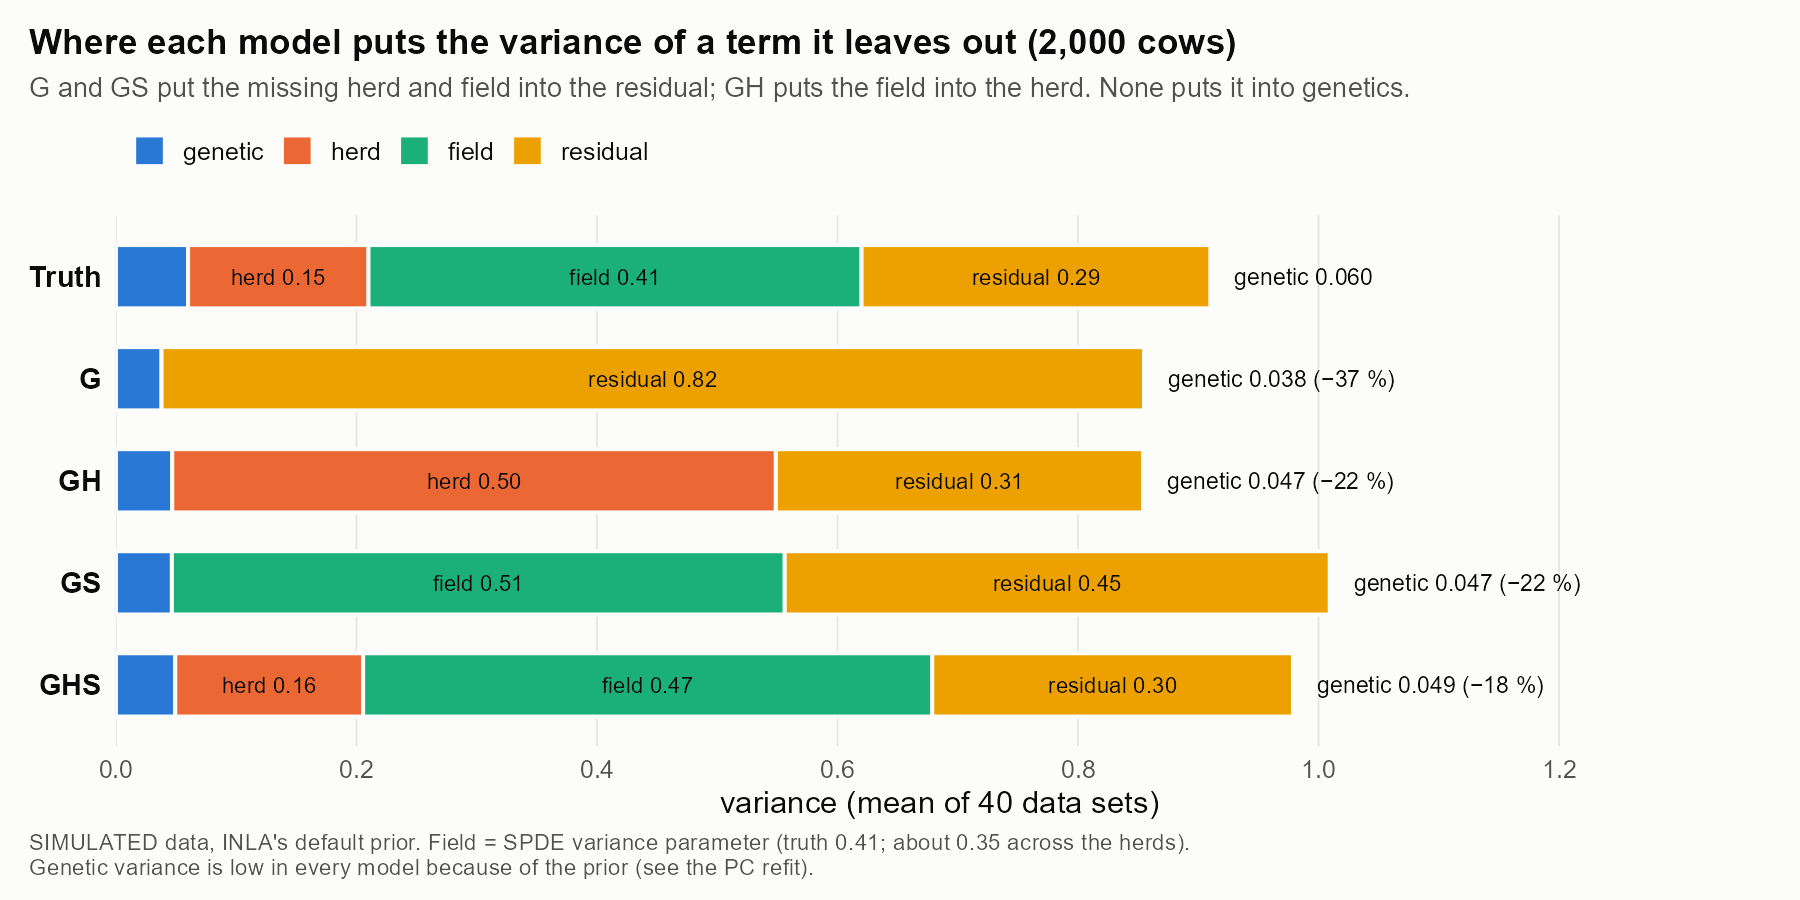 Where each model puts the variance of a term it leaves out (2,000 cows)
G and GS put the missing herd and field into the residual; GH puts the field into the herd. None puts it into genetics.
genetic herd field residual
Truth herd 0.15 field 0.41 residual 0.29 genetic 0.060
G residual 0.82 genetic 0.038 (−37 %)
GH herd 0.50 residual 0.31 genetic 0.047 (−22 %)
GS field 0.51 residual 0.45 genetic 0.047 (−22 %)
GHS herd 0.16 field 0.47 residual 0.30 genetic 0.049 (−18 %)
0.0 0.2 0.4 0.6 0.8 1.0 1.2
variance (mean of 40 data sets)
SIMULATED data, INLA's default prior. Field = SPDE variance parameter (truth 0.41; about 0.35 across the herds).
Genetic variance is low in every model because of the prior (see the PC refit).